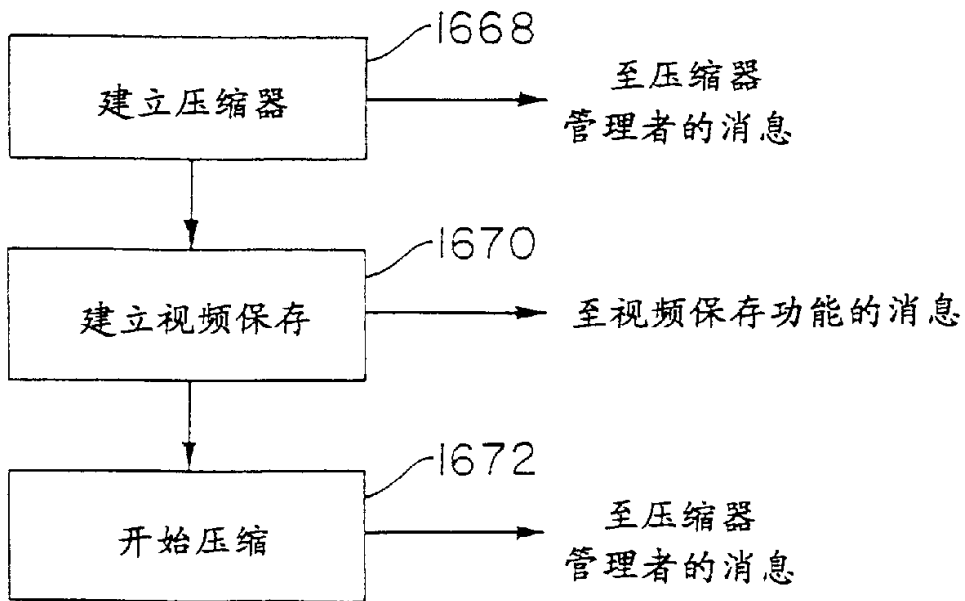 1668
建立压缩器
至压缩器
管理者的消息
1670
建立视频保存
至视频保存功能的消息
1672
开始压缩
至压缩器
管理者的消息